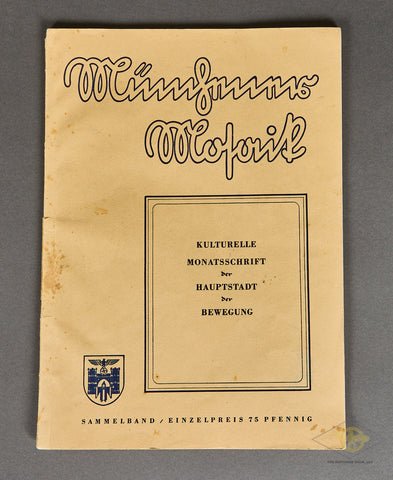 Münchner
Mosaik
KULTURELLE
MONATSSCHRIFT
der
HAUPTSTADT
der
BEWEGUNG
SAMMELBAND / EINZELPREIS 75 PFENNIG